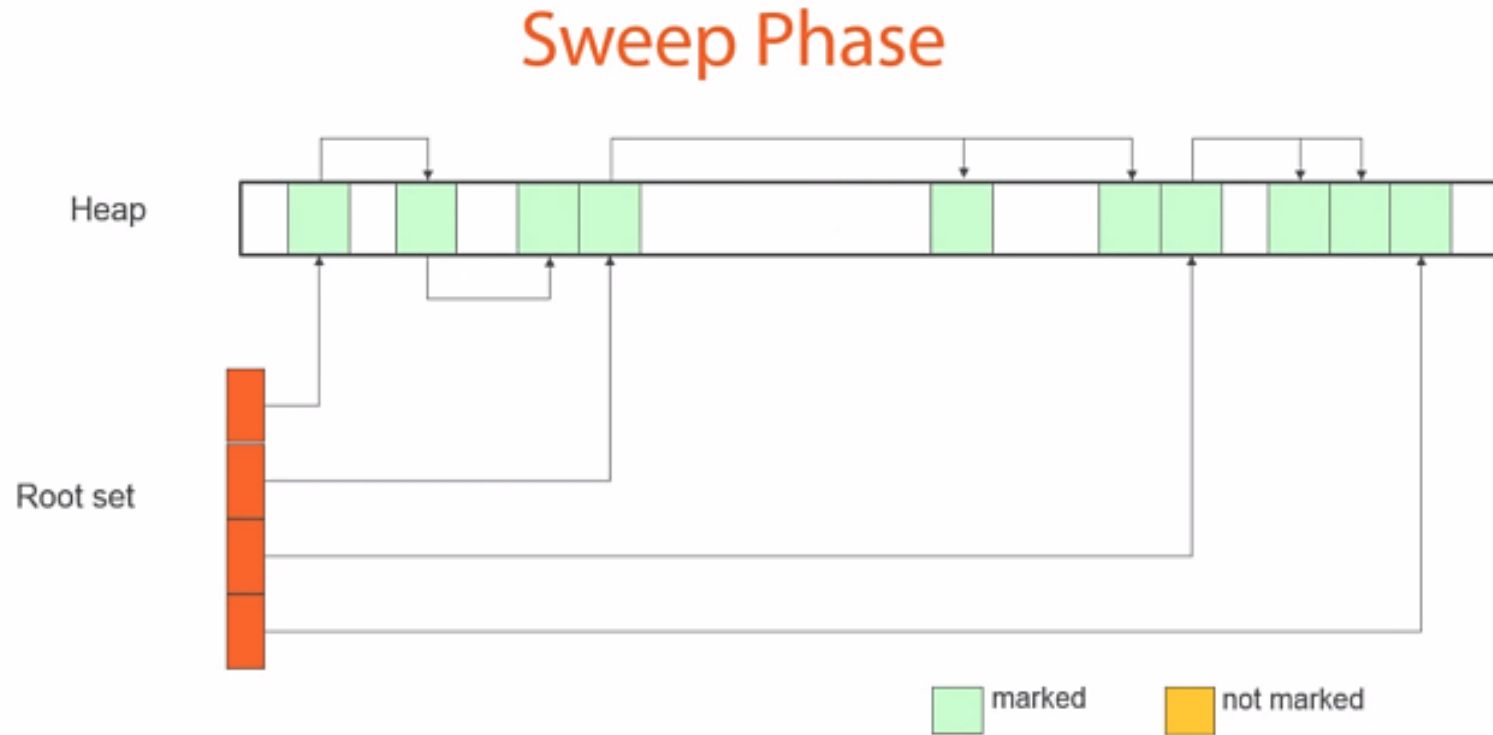 Sweep Phase
Heap
Root set
marked
not marked